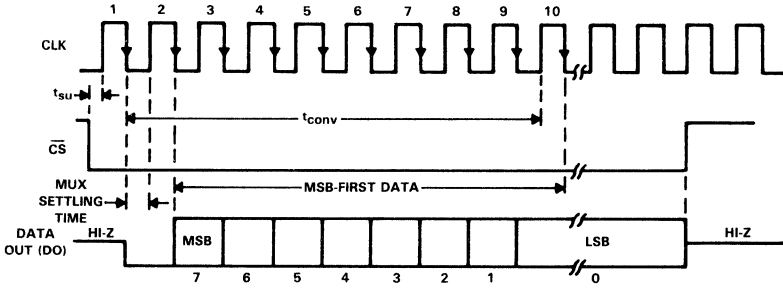 1 2 3 4 5 6 7 8 9 10
CLK
tsu
tconv
CS
MUX
SETTLING
TIME
MSB-FIRST DATA
DATA
OUT (DO)
HI-Z
MSB
LSB
HI-Z
7 6 5 4 3 2 1 0